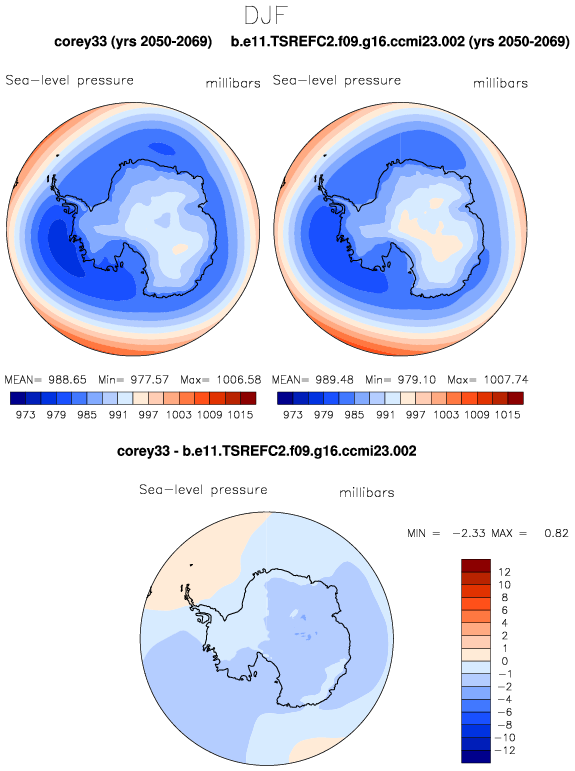 DJF
corey33 (yrs 2050-2069) b.e11.TSREFC2.f09.g16.ccmi23.002 (yrs 2050-2069)
Sea-level pressure millibars Sea-level pressure millibars
MEAN= 988.65 Min= 977.57 Max= 1006.58 MEAN= 989.48 Min= 979.10 Max= 1007.74
973 979 985 991 997 1003 1009 1015 973 979 985 991 997 1003 1009 1015
corey33 - b.e11.TSREFC2.f09.g16.ccmi23.002
Sea-level pressure millibars
MIN = -2.33 MAX = 0.82
12
10
8
6
4
2
1
0
-1
-2
-4
-6
-8
-10
-12